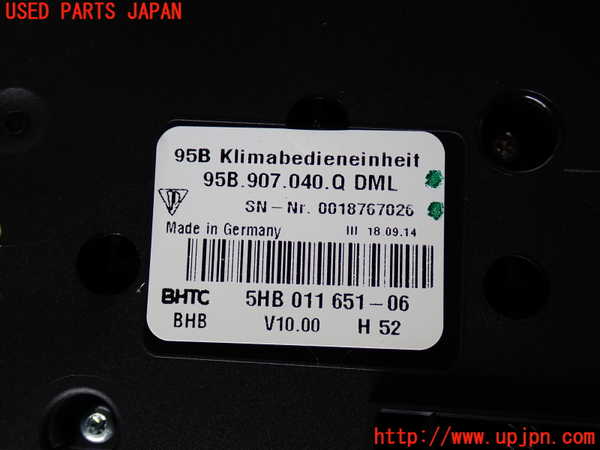 USED PARTS JAPAN
95B Klimabedieneinheit
95B.907.040.Q DML
SN-Nr. 0018767026
Made in Germany III 18.09.14
BHTC 5HB 011 651-06
BHB V10.00 H 52
http://www.upjpn.com/